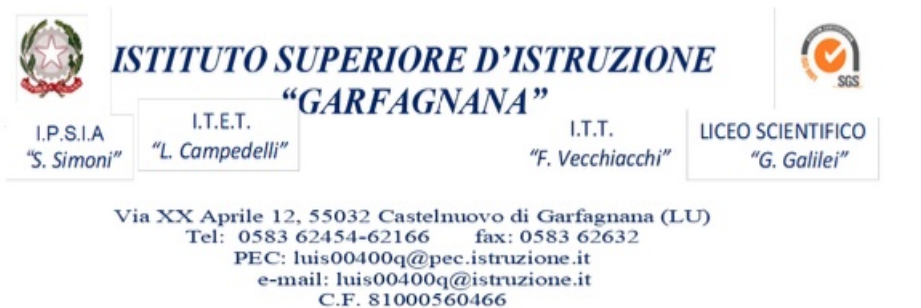 ISTITUTO SUPERIORE D'ISTRUZIONE
“GARFAGNANA”
I.P.S.I.A
“S. Simoni”
I.T.E.T.
“L. Campedelli”
I.T.T.
“F. Vecchiacchi”
LICEO SCIENTIFICO
“G. Galilei”
SGS
Via XX Aprile 12, 55032 Castelnuovo di Garfagnana (LU)
Tel: 0583 62454-62166 fax: 0583 62632
PEC: luis00400q@pec.istruzione.it
e-mail: luis00400q@istruzione.it
C.F. 81000560466